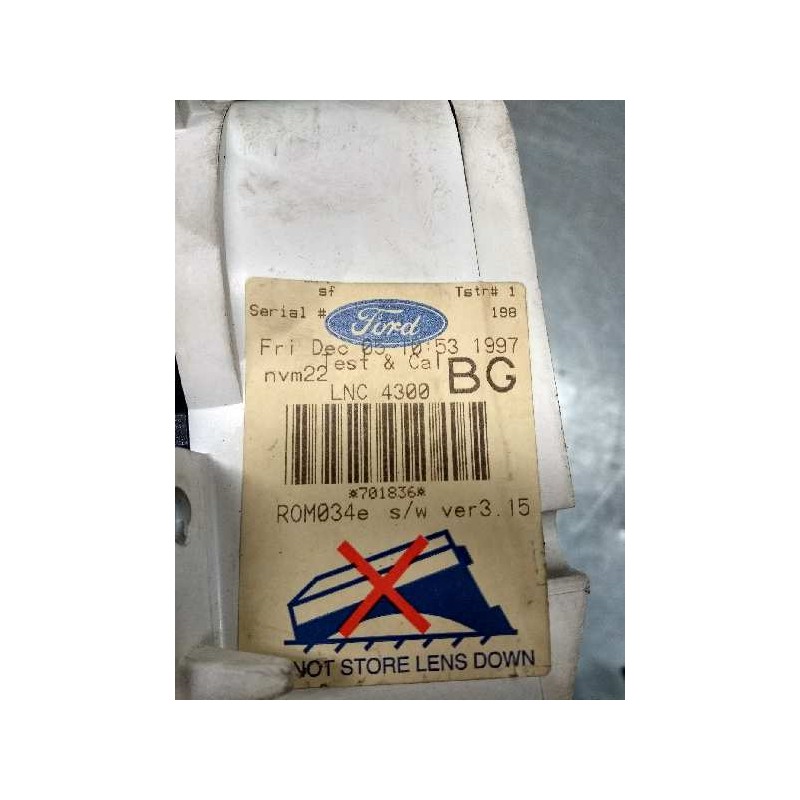 sf Tstr# 1
Serial # Ford 198
Fri Dec 05 10:53 1997
Test & Cal
nvm22 BG
LNC 4300
*701836*
ROM034e s/w ver3.15
NOT STORE LENS DOWN